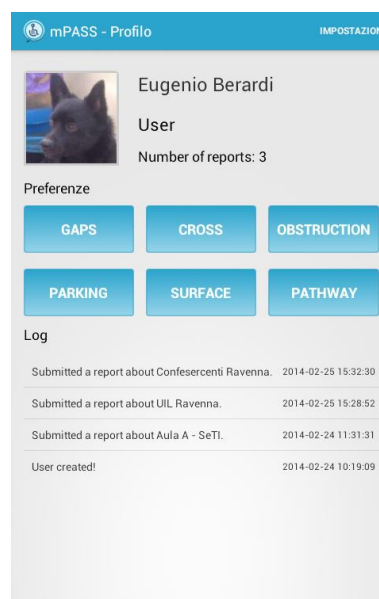 mPASS - Profilo
IMPOSTAZION
Eugenio Berardi
User
Number of reports: 3
Preferenze
GAPS CROSS OBSTRUCTION
PARKING SURFACE PATHWAY
Log
Submitted a report about Confesercenti Ravenna. 2014-02-25 15:32:30
Submitted a report about UIL Ravenna. 2014-02-25 15:28:52
Submitted a report about Aula A - SeTI. 2014-02-24 11:31:31
User created! 2014-02-24 10:19:09